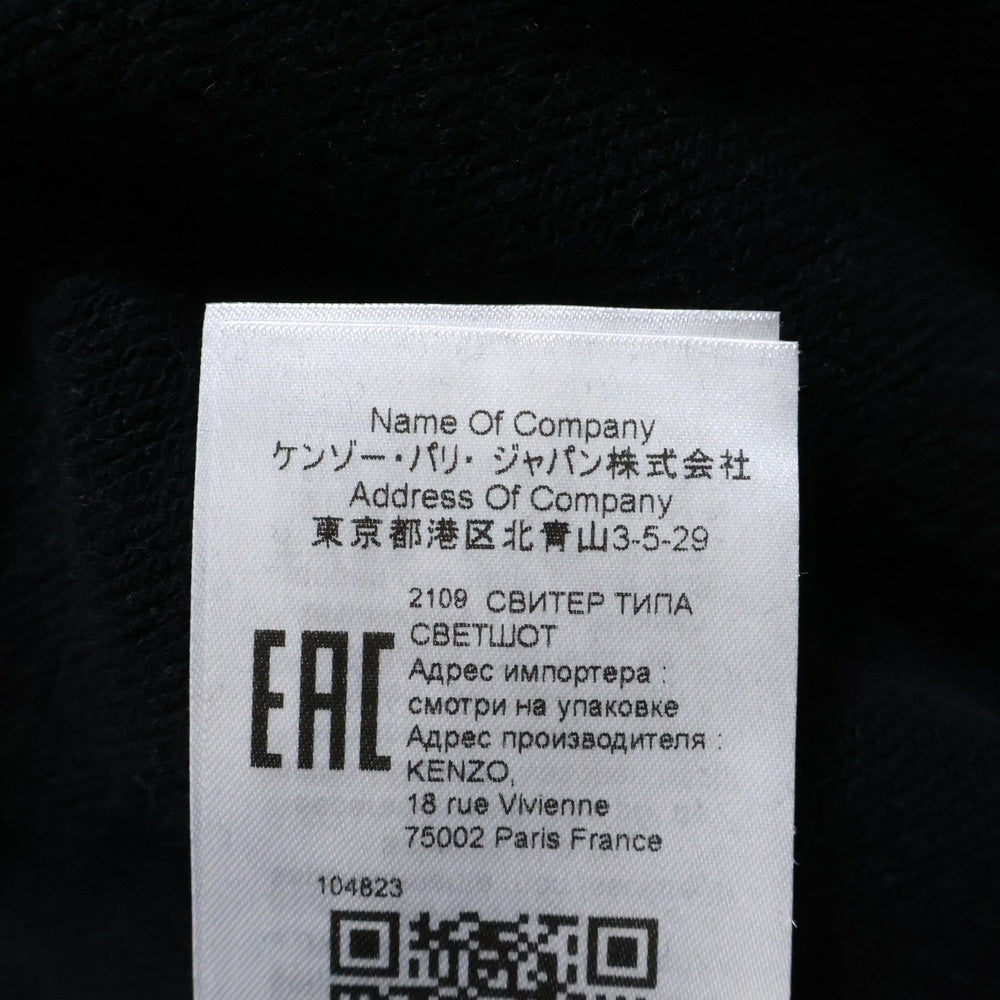 Name Of Company
ケンゾー・パリ・ ジャパン株式会社
Address Of Company
東京都港区北青山3-5-29
2109 СВИТЕР ТИПА
СВЕТШОТ
EAC
Адрес импортера :
смотри на упаковке
Адрес производителя :
KENZO,
18 rue Vivienne
75002 Paris France
104823